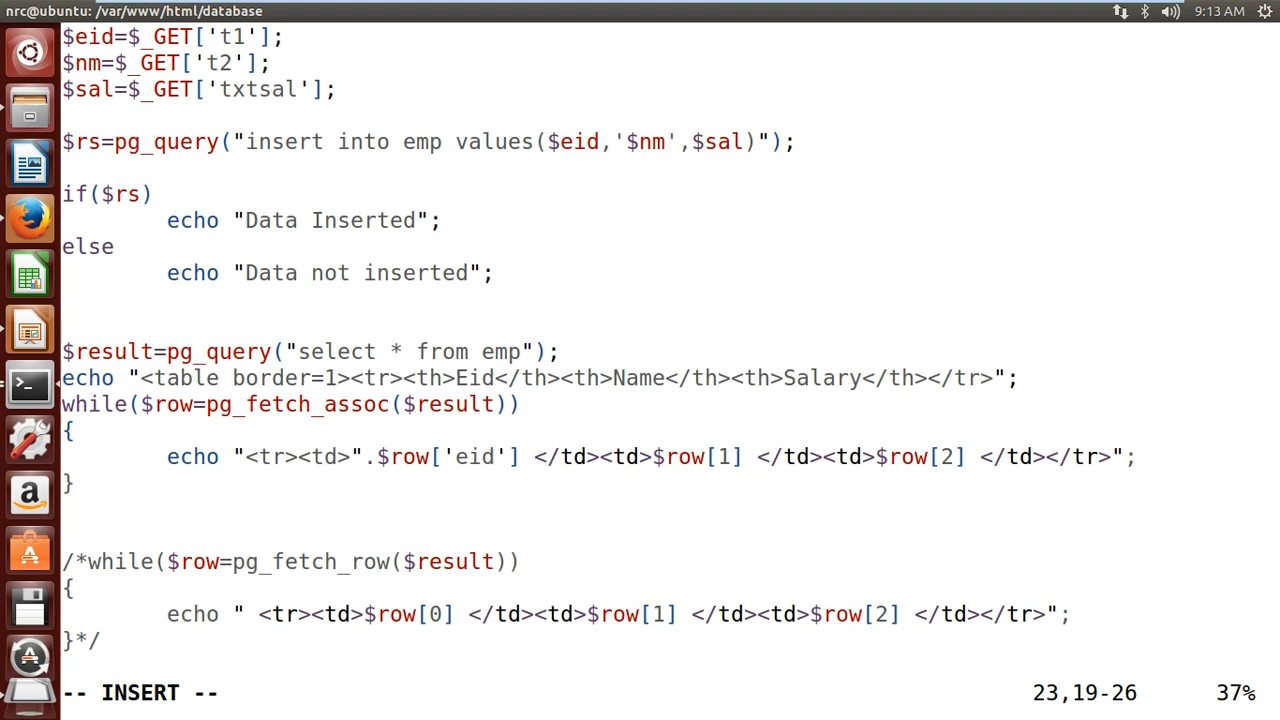 nrc@ubuntu: /var/www/html/database
9:13 AM
$eid=$_GET['t1'];
$nm=$_GET['t2'];
$sal=$_GET['txtsal'];
$rs=pg_query("insert into emp values($eid,'$nm',$sal)");
if($rs)
echo "Data Inserted";
else
echo "Data not inserted";
$result=pg_query("select * from emp");
echo "<table border=1><tr><th>Eid</th><th>Name</th><th>Salary</th></tr>";
while($row=pg_fetch_assoc($result))
{
echo "<tr><td>".$row['eid'] </td><td>$row[1] </td><td>$row[2] </td></tr>";
}
/*while($row=pg_fetch_row($result))
{
echo " <tr><td>$row[0] </td><td>$row[1] </td><td>$row[2] </td></tr>";
}*/
-- INSERT -- 23,19-26 37%